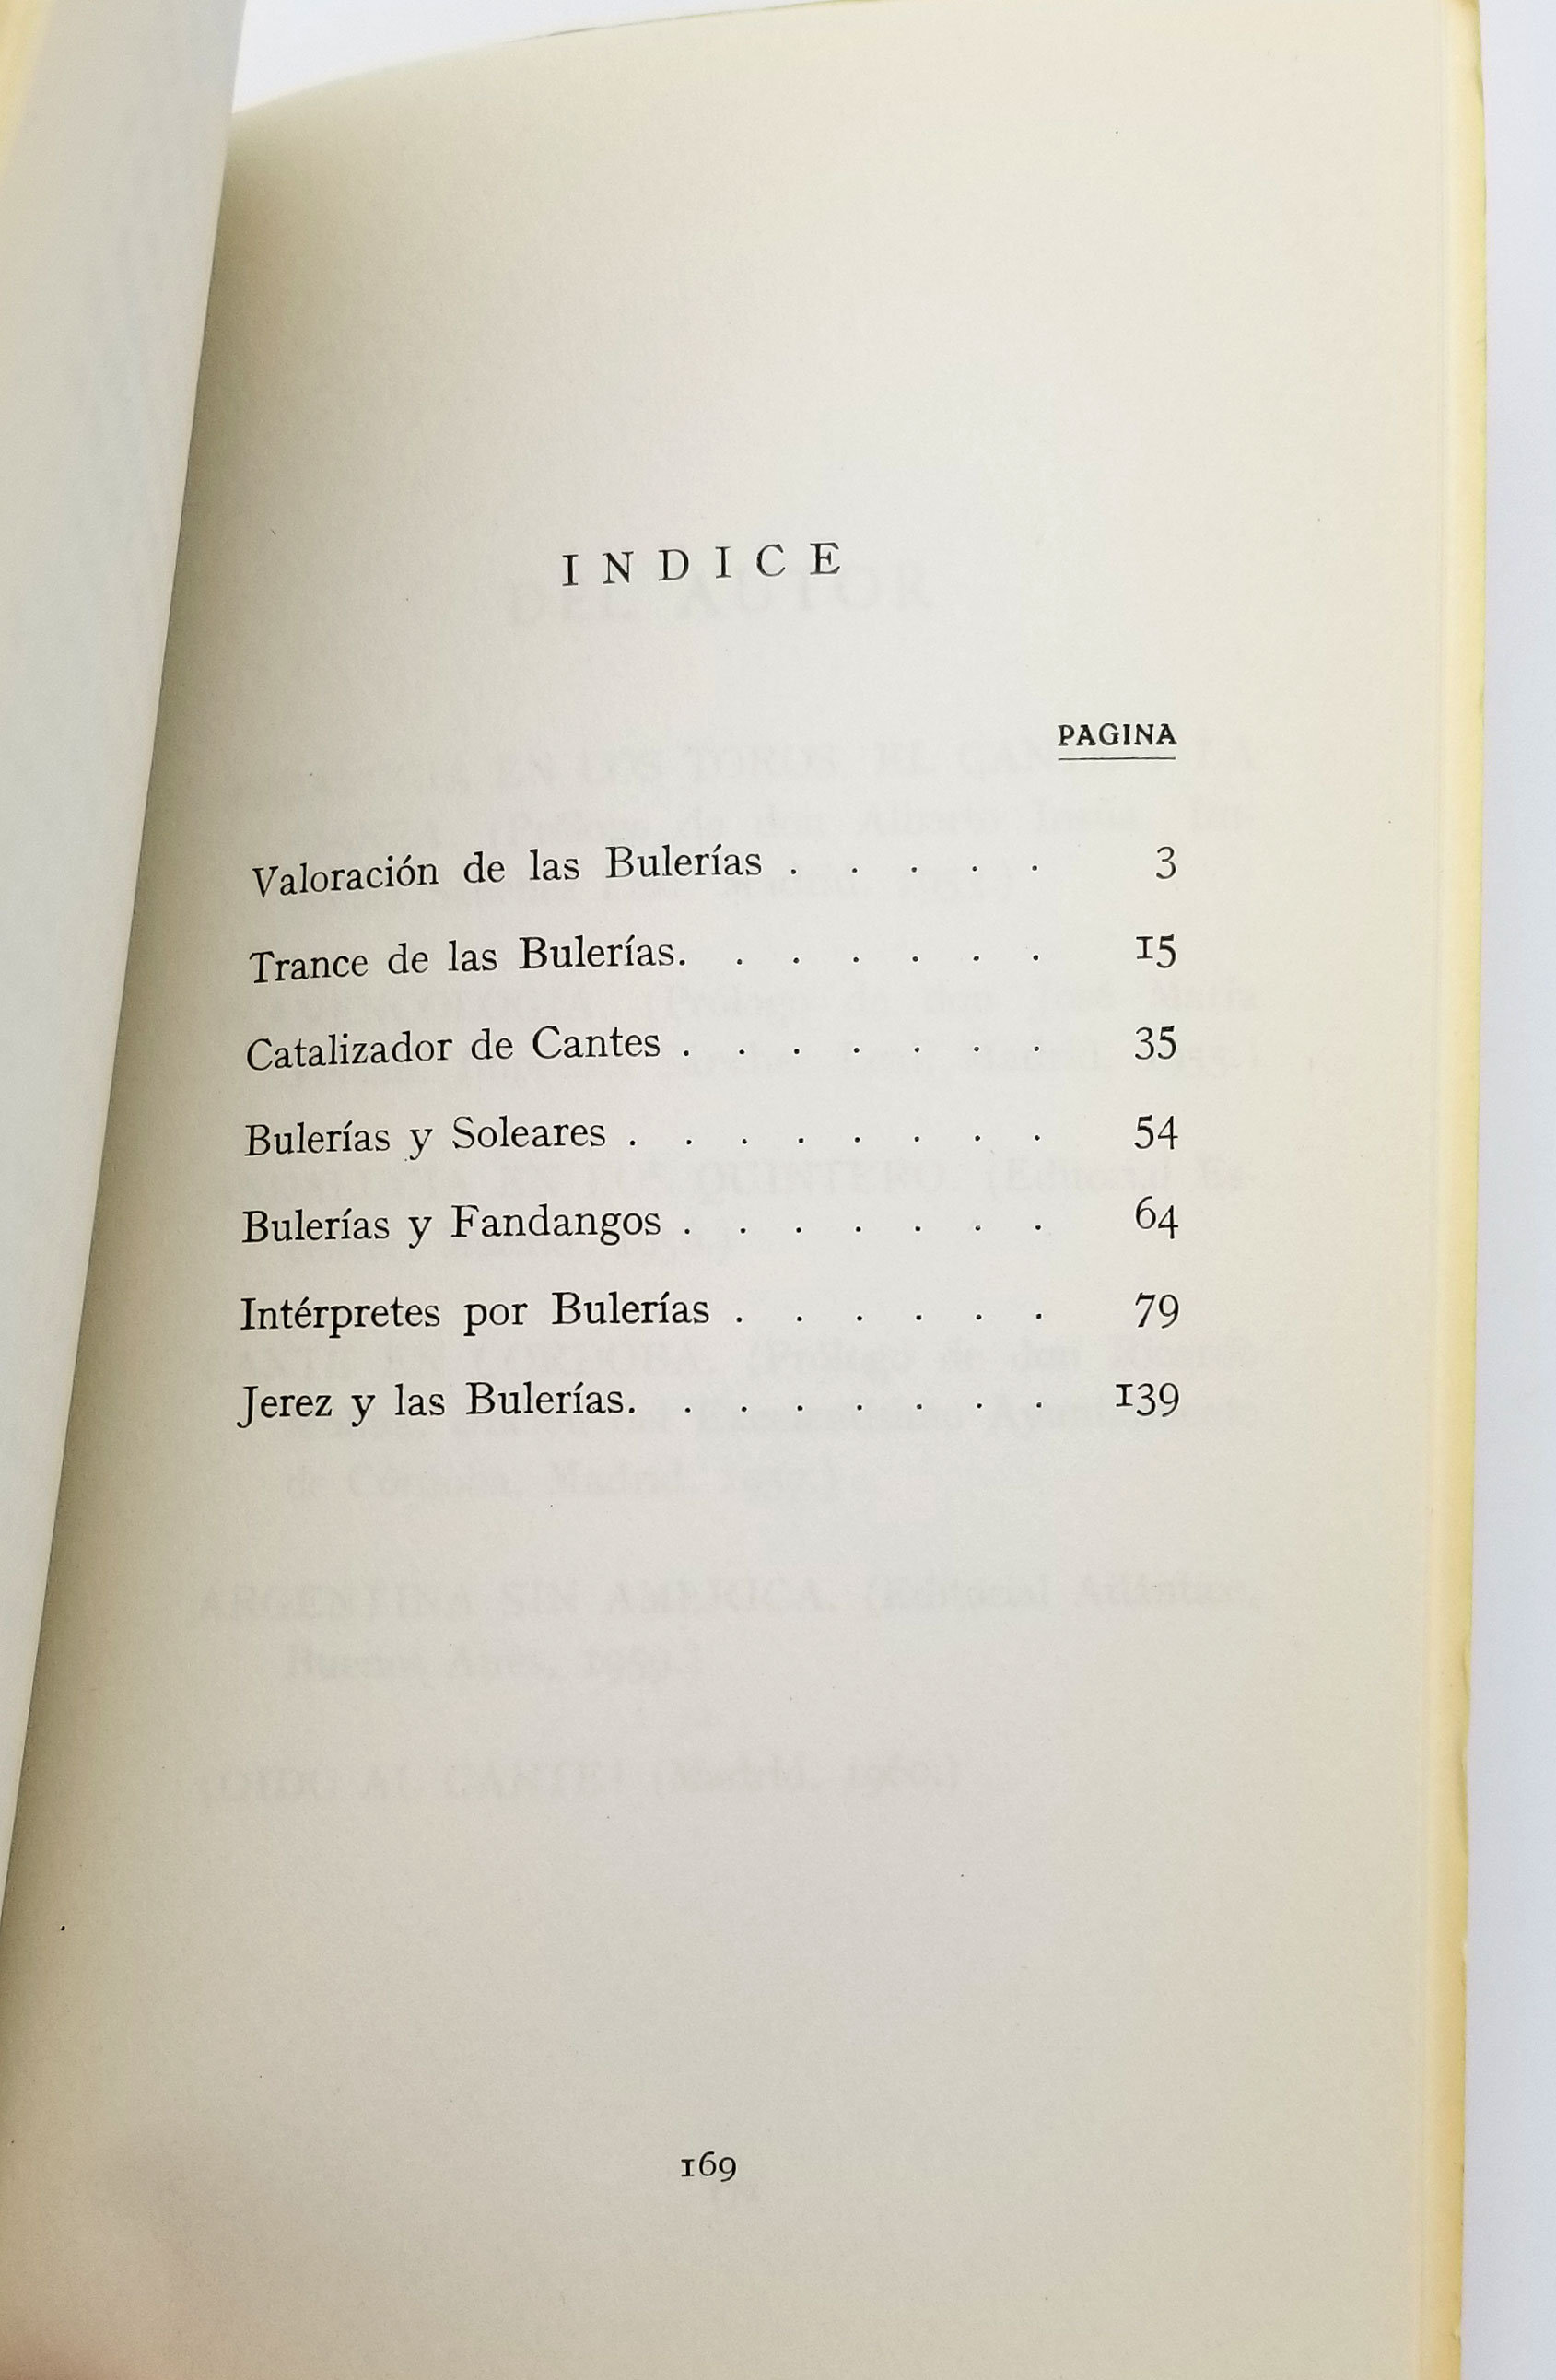 INDICE
PAGINA
Valoración de las Bulerías . . . . . 3
Trance de las Bulerías. . . . . . . 15
Catalizador de Cantes . . . . . . . 35
Bulerías y Soleares . . . . . . . . 54
Bulerías y Fandangos . . . . . . . 64
Intérpretes por Bulerías . . . . . . 79
Jerez y las Bulerías. . . . . . . . 139
169